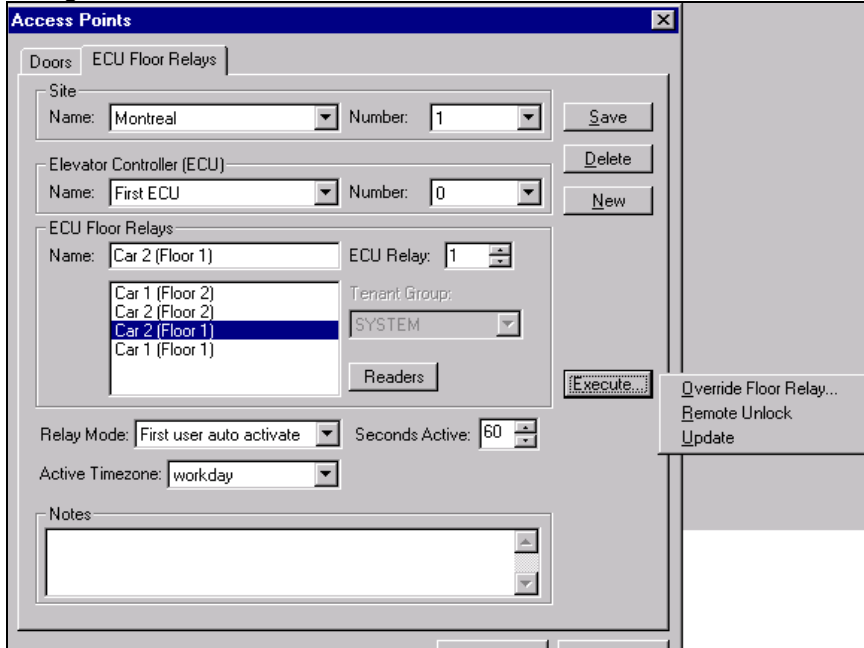 Access Points
Doors ECU Floor Relays
Site
Name: Montreal Number: 1 Save
Elevator Controller (ECU) Delete
Name: First ECU Number: 0 New
ECU Floor Relays
Name: Car 2 (Floor 1) ECU Relay: 1
Car 1 (Floor 2) Tenant Group:
Car 2 (Floor 2) SYSTEM
Car 2 (Floor 1)
Car 1 (Floor 1)
Readers Execute... Override Floor Relay...
Remote Unlock
Update
Relay Mode: First user auto activate Seconds Active: 60
Active Timezone: workday
Notes